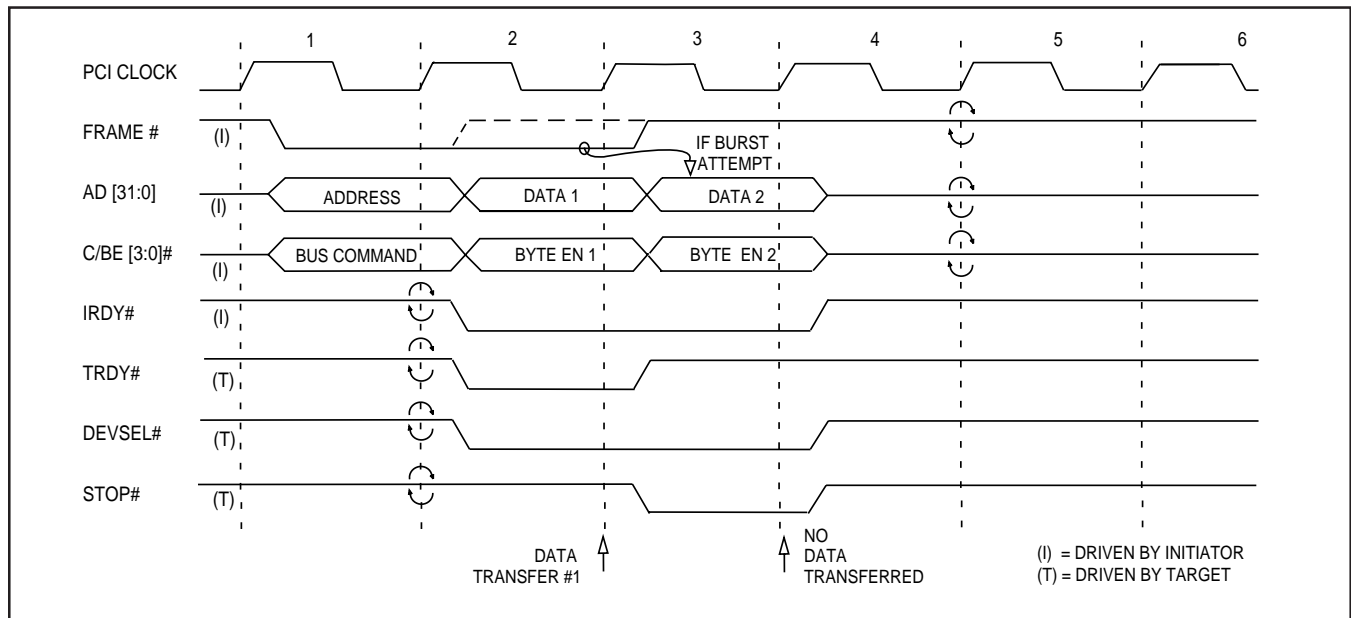 1 2 3 4 5 6
PCI CLOCK
FRAME # (I)
IF BURST
ATTEMPT
AD [31:0] (I) ADDRESS DATA 1 DATA 2
C/BE [3:0]# (I) BUS COMMAND BYTE EN 1 BYTE EN 2
IRDY# (I)
TRDY# (T)
DEVSEL# (T)
STOP# (T)
DATA
TRANSFER #1
NO
DATA
TRANSFERRED
(I) = DRIVEN BY INITIATOR
(T) = DRIVEN BY TARGET